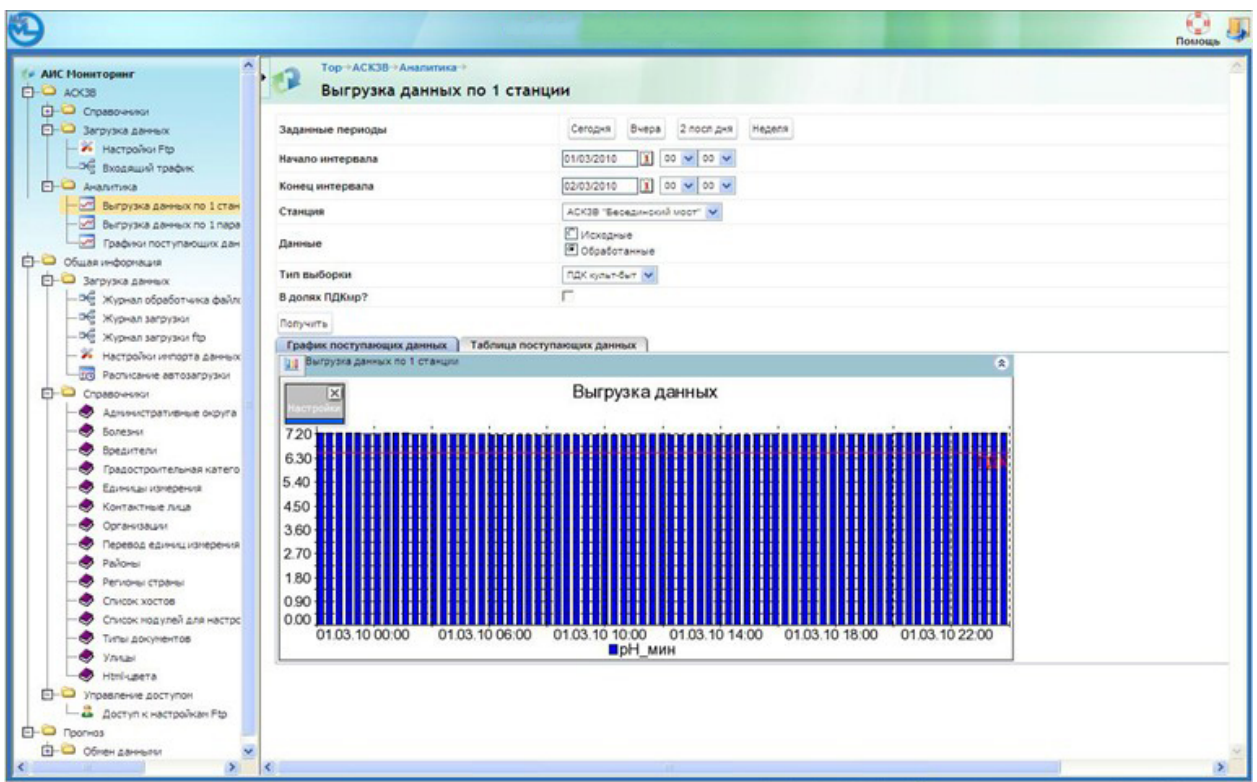 Помощь
АИС Мониторинг
АСКЗВ
Справочники
Загрузка данных
Настройки Ftp
Входящий трафик
Аналитика
Выгрузка данных по 1 стан
Выгрузка данных по 1 пара
Графики поступающих дан
Общая информация
Загрузка данных
Журнал обработчика файло
Журнал загрузки
Журнал загрузки ftp
Настройки импорта данных
Расписание автозагрузки
Справочники
Административные округа
Болезни
Вредители
Градостроительная катего
Единицы измерения
Контактные лица
Организации
Перевод единиц измерения
Районы
Регионы страны
Список хостов
Список модулей для настрс
Типы документов
Улицы
Html-цвета
Управление доступом
Доступ к настройкам Ftp
Прогноз
Обмен данными
Top→АСКЗВ→Аналитика→
Выгрузка данных по 1 станции
Заданные периоды Сегодня Вчера 2 посл дня Неделя
Начало интервала 01/03/2010 00 00
Конец интервала 02/03/2010 00 00
Станция АСКЗВ "Бесединский мост"
Данные Исходные
Обработанные
Тип выборки ПДК культ-быт
В долях ПДКмр?
Получить
График поступающих данных Таблица поступающих данных
Выгрузка данных по 1 станции
Настройки
Выгрузка данных
7.20
6.30
5.40
4.50
3.60
2.70
1.80
0.90
0.00
01.03.10 00:00 01.03.10 06:00 01.03.10 10:00 01.03.10 14:00 01.03.10 18:00 01.03.10 22:00
pH_мин